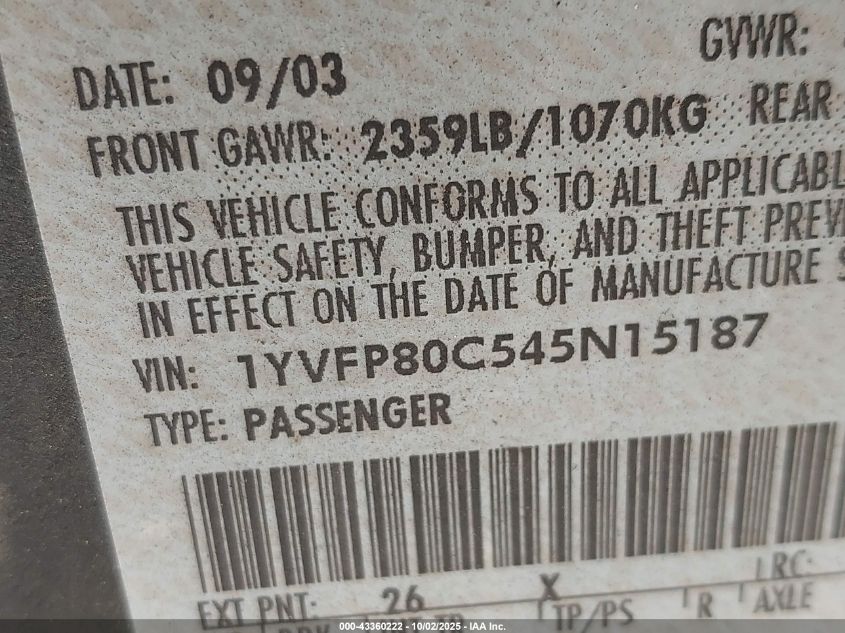 GVWR:
DATE: 09/03
FRONT GAWR: 2359LB/1070KG REAR
THIS VEHICLE CONFORMS TO ALL APPLICABL
VEHICLE SAFETY, BUMPER, AND THEFT PREV
IN EFFECT ON THE DATE OF MANUFACTURE S
VIN: 1YVFP80C545N15187
TYPE: PASSENGER
EXT PNT: 26 X RC:
TP/PS R AXLE
000-43360222 - 10/02/2025 - IAA Inc.